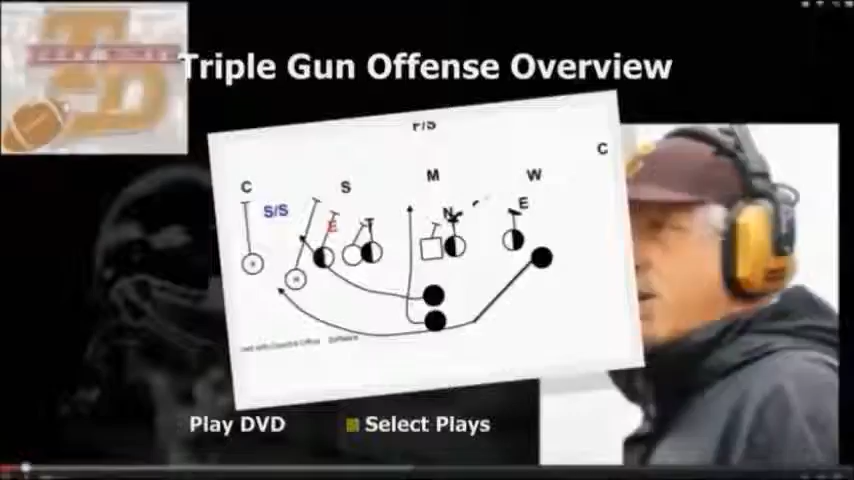 Triple Gun Offense Overview
F/S
C
C
S
M
W
S/S
E
T
N
E
Play DVD
Select Plays